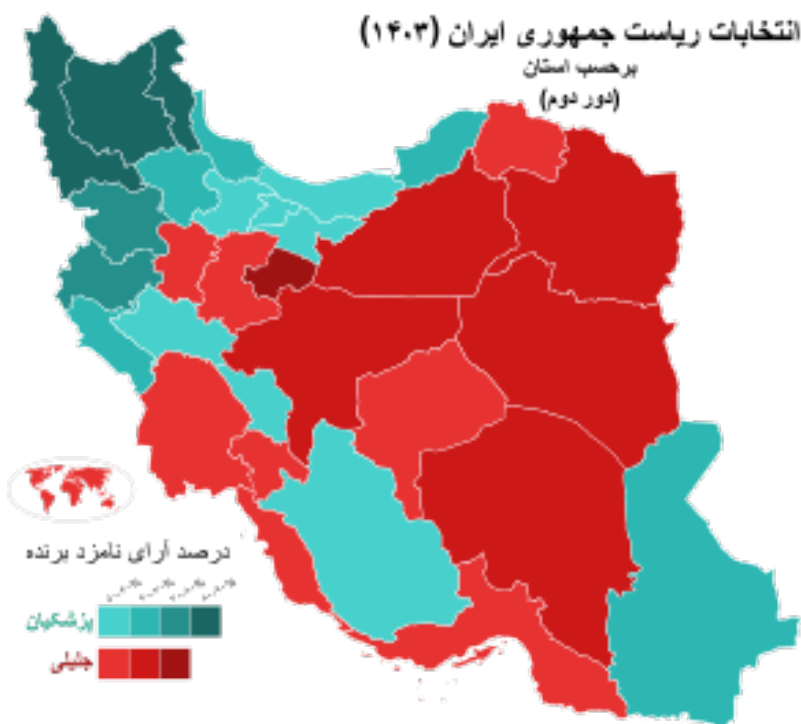 انتخابات ریاست جمهوری ایران (۱۴۰۳)
برحسب استان
(دور دوم)
درصد آرای نامزد برنده
پزشکیان
جلیلی